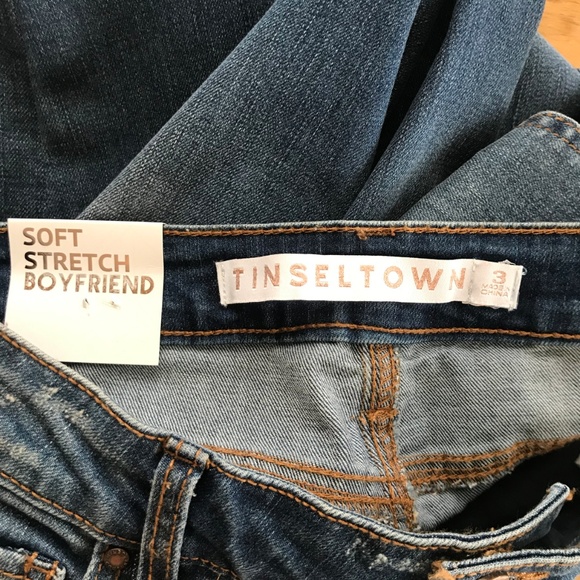 SOFT
STRETCH
BOYFRIEND
TINSELTOWN
3
MADE IN
CHINA